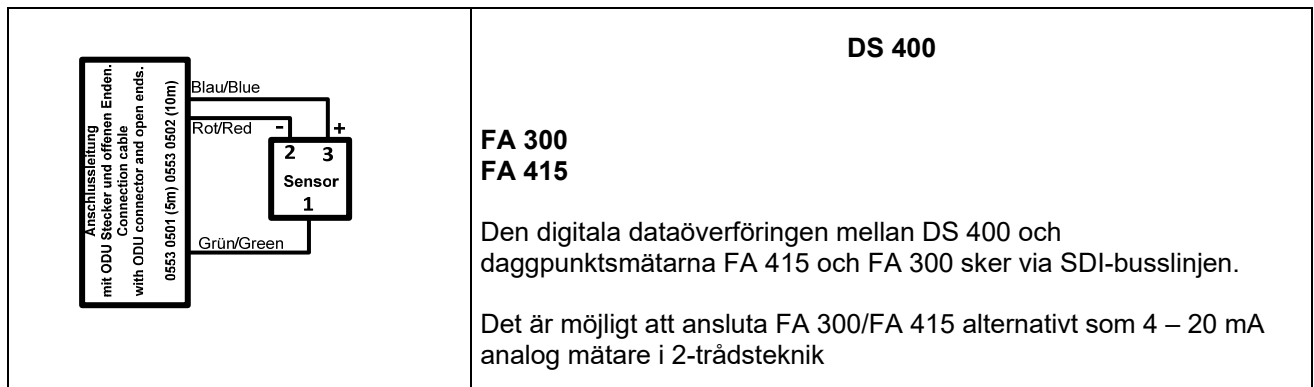 Anschlussleitung
mit ODU Stecker und offenen Enden.
Connection cable
with ODU connector and open ends.
0553 0501 (5m) 0553 0502 (10m)
Blau/Blue
Rot/Red
- +
2 3
Sensor
1
Grün/Green
DS 400
FA 300
FA 415
Den digitala dataöverföringen mellan DS 400 och
daggpunktsmätarna FA 415 och FA 300 sker via SDI-busslinjen.
Det är möjligt att ansluta FA 300/FA 415 alternativt som 4 – 20 mA
analog mätare i 2-trådsteknik